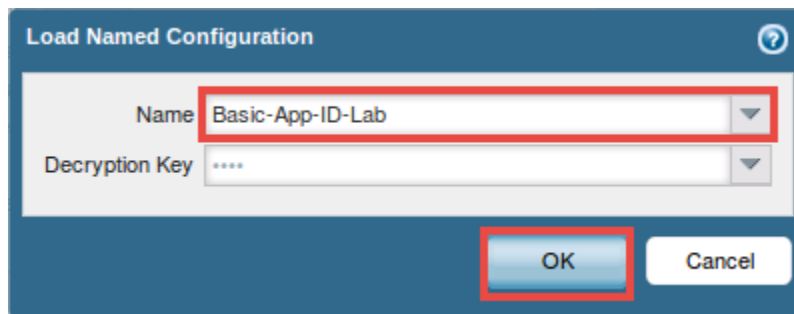 Load Named Configuration
Name Basic-App-ID-Lab
Decryption Key ····
OK Cancel